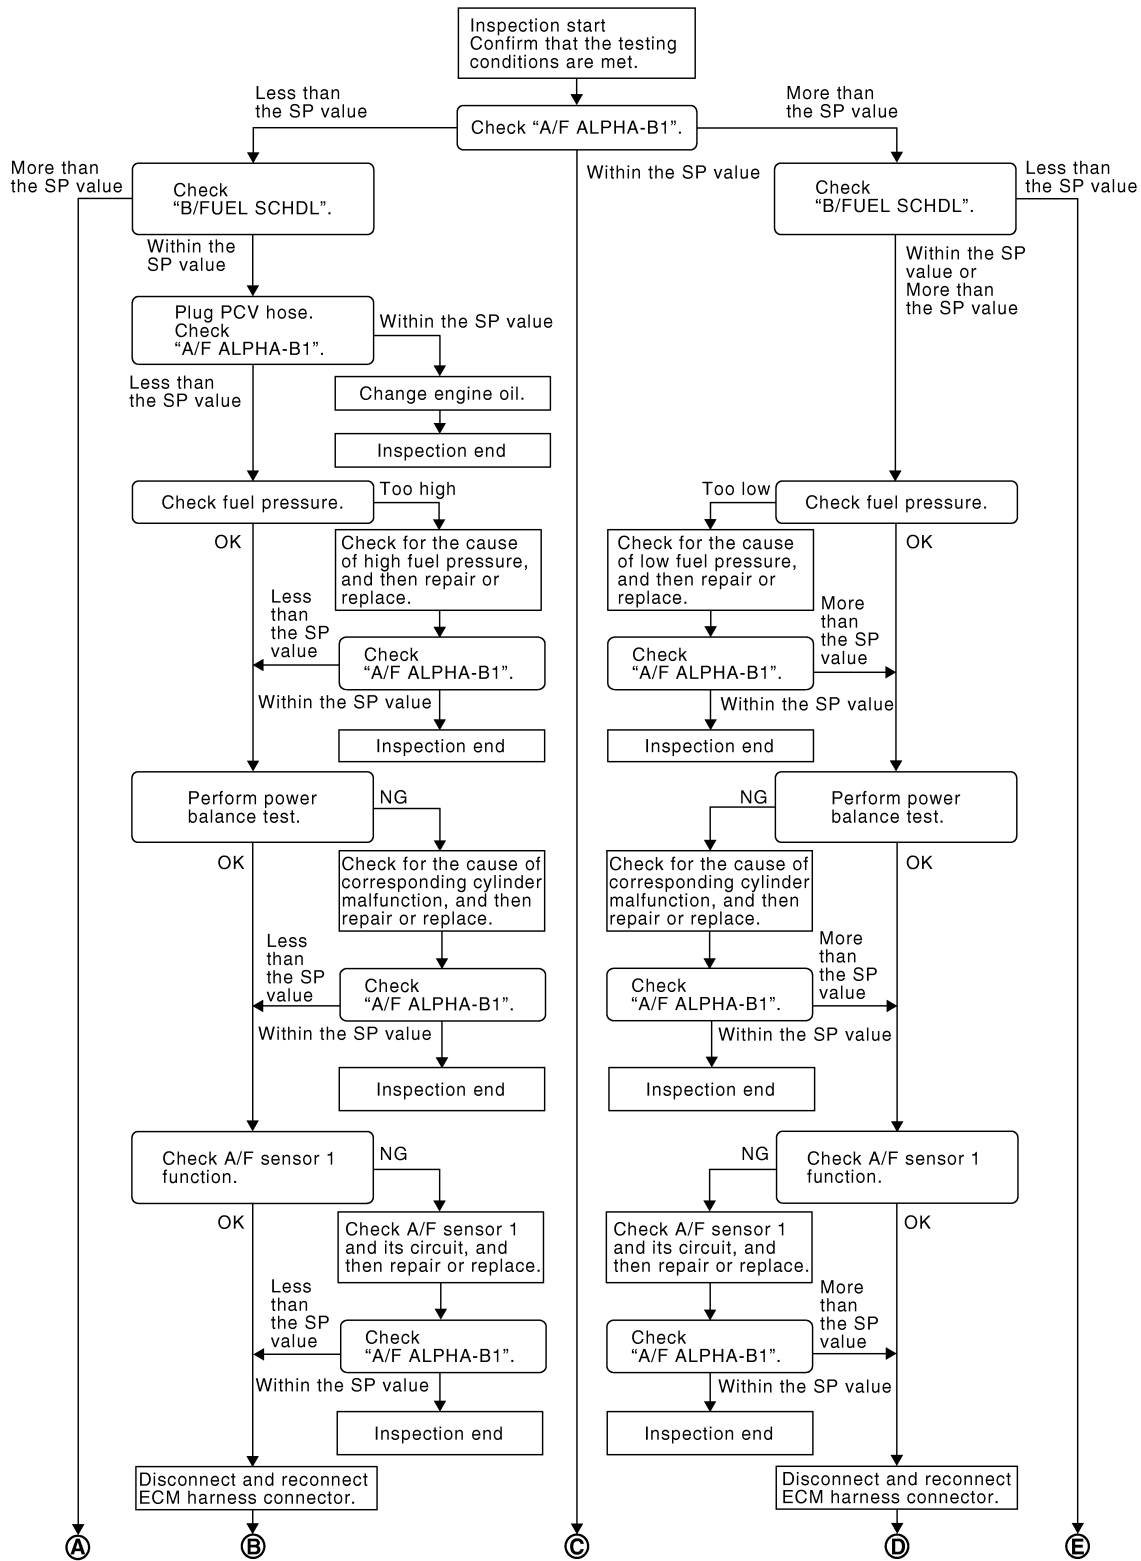 Inspection start
Confirm that the testing
conditions are met.
Less than
the SP value
More than
the SP value
Check “A/F ALPHA-B1”.
More than
the SP value
Check
“B/FUEL SCHDL”.
Within the SP value
Check
“B/FUEL SCHDL”.
Less than
the SP value
Within the
SP value
Within the SP
value or
More than
the SP value
Plug PCV hose.
Check
“A/F ALPHA-B1”.
Within the SP value
Less than
the SP value
Change engine oil.
Inspection end
Check fuel pressure.
Too high
Too low
Check fuel pressure.
OK
Check for the cause
of high fuel pressure,
and then repair or
replace.
Check for the cause
of low fuel pressure,
and then repair or
replace.
OK
Less
than
the SP
value
Check
“A/F ALPHA-B1”.
Check
“A/F ALPHA-B1”.
More
than
the SP
value
Within the SP value
Within the SP value
Inspection end
Inspection end
Perform power
balance test.
NG
NG
Perform power
balance test.
OK
Check for the cause of
corresponding cylinder
malfunction, and then
repair or replace.
Check for the cause of
corresponding cylinder
malfunction, and then
repair or replace.
OK
Less
than
the SP
value
Check
“A/F ALPHA-B1”.
Check
“A/F ALPHA-B1”.
More
than
the SP
value
Within the SP value
Within the SP value
Inspection end
Inspection end
Check A/F sensor 1
function.
NG
NG
Check A/F sensor 1
function.
OK
Check A/F sensor 1
and its circuit, and
then repair or replace.
Check A/F sensor 1
and its circuit, and
then repair or replace.
OK
Less
than
the SP
value
Check
“A/F ALPHA-B1”.
Check
“A/F ALPHA-B1”.
More
than
the SP
value
Within the SP value
Within the SP value
Inspection end
Inspection end
Disconnect and reconnect
ECM harness connector.
Disconnect and reconnect
ECM harness connector.
A
B
C
D
E